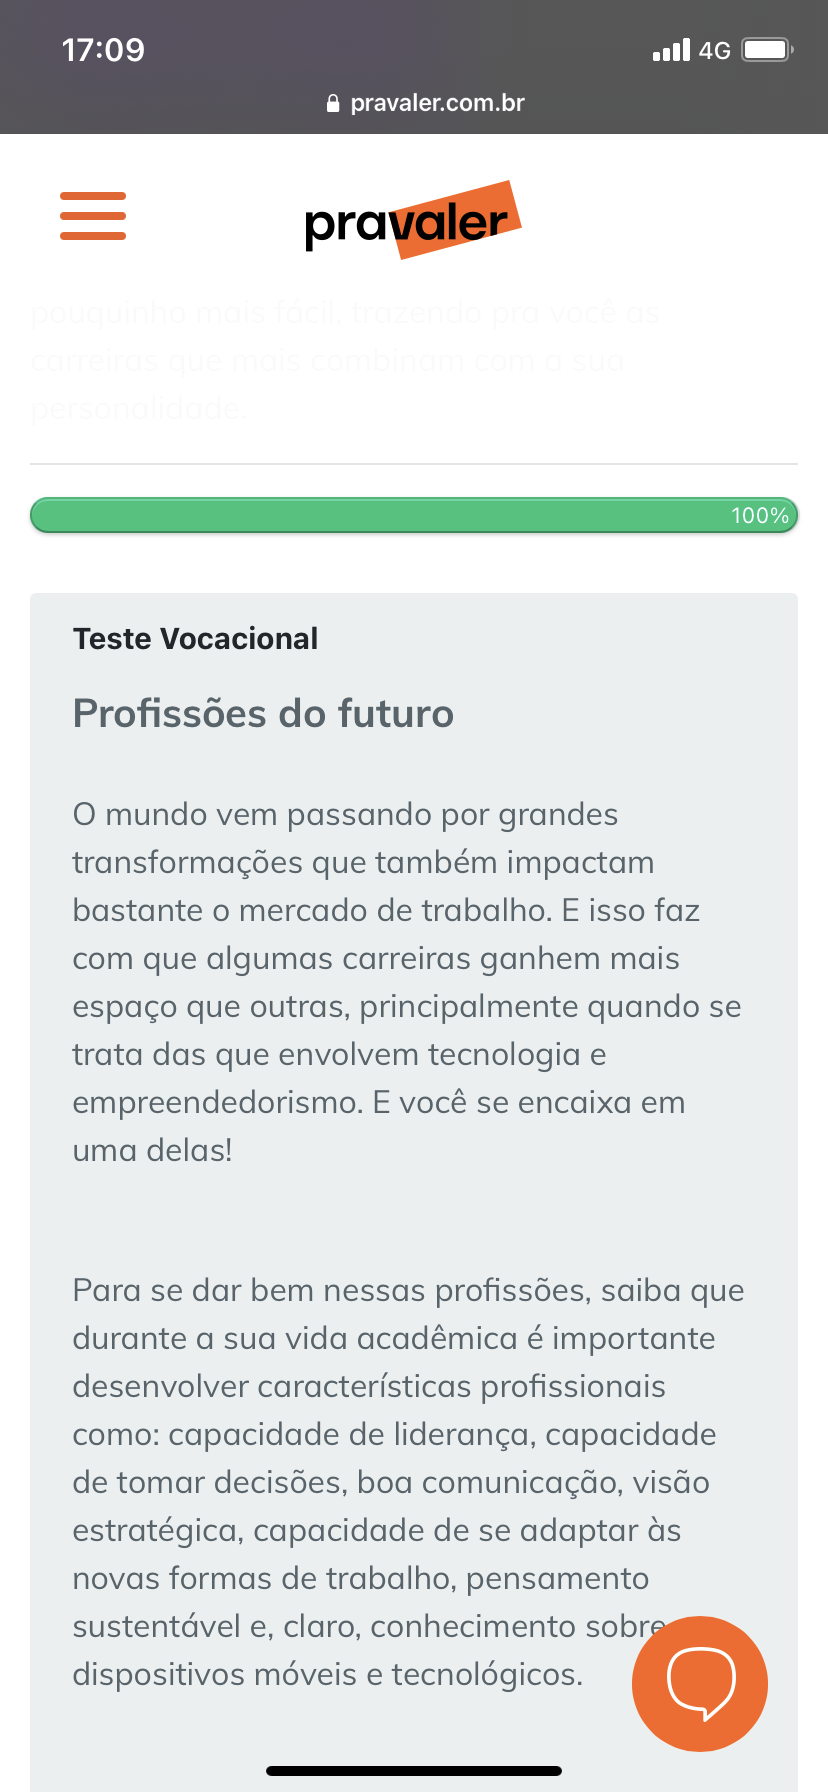 17:09
4G
pravaler.com.br
pravaler
pouquinho mais fácil, trazendo pra você as
carreiras que mais combinam com a sua
personalidade.
100%
Teste Vocacional
Profissões do futuro
O mundo vem passando por grandes
transformações que também impactam
bastante o mercado de trabalho. E isso faz
com que algumas carreiras ganhem mais
espaço que outras, principalmente quando se
trata das que envolvem tecnologia e
empreendedorismo. E você se encaixa em
uma delas!
Para se dar bem nessas profissões, saiba que
durante a sua vida acadêmica é importante
desenvolver características profissionais
como: capacidade de liderança, capacidade
de tomar decisões, boa comunicação, visão
estratégica, capacidade de se adaptar às
novas formas de trabalho, pensamento
sustentável e, claro, conhecimento sobre
dispositivos móveis e tecnológicos.